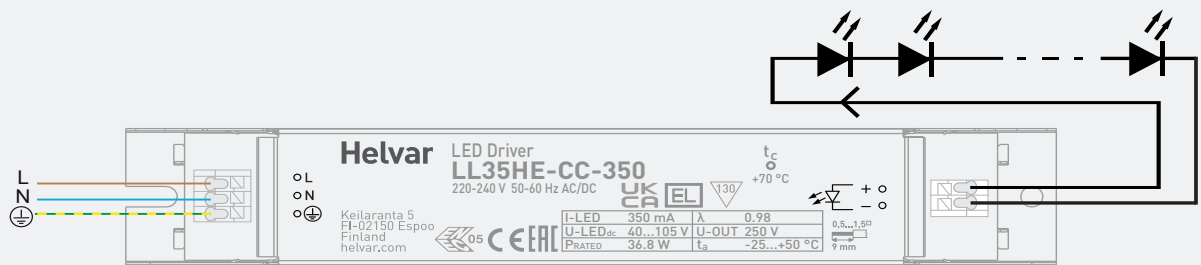 Helvar
LED Driver
LL35HE-CC-350
220-240 V 50-60 Hz AC/DC
UK CA
EL
130
tc
+70 °C
L
N
L
N
Keilaranta 5
FI-02150 Espoo
Finland
helvar.com
05
CE
EAC
I-LED 350 mA λ 0.98
U-LEDdc 40...105 V U-OUT 250 V
PRATED 36.8 W ta -25...+50 °C
+
–
0,5...1,5
9 mm